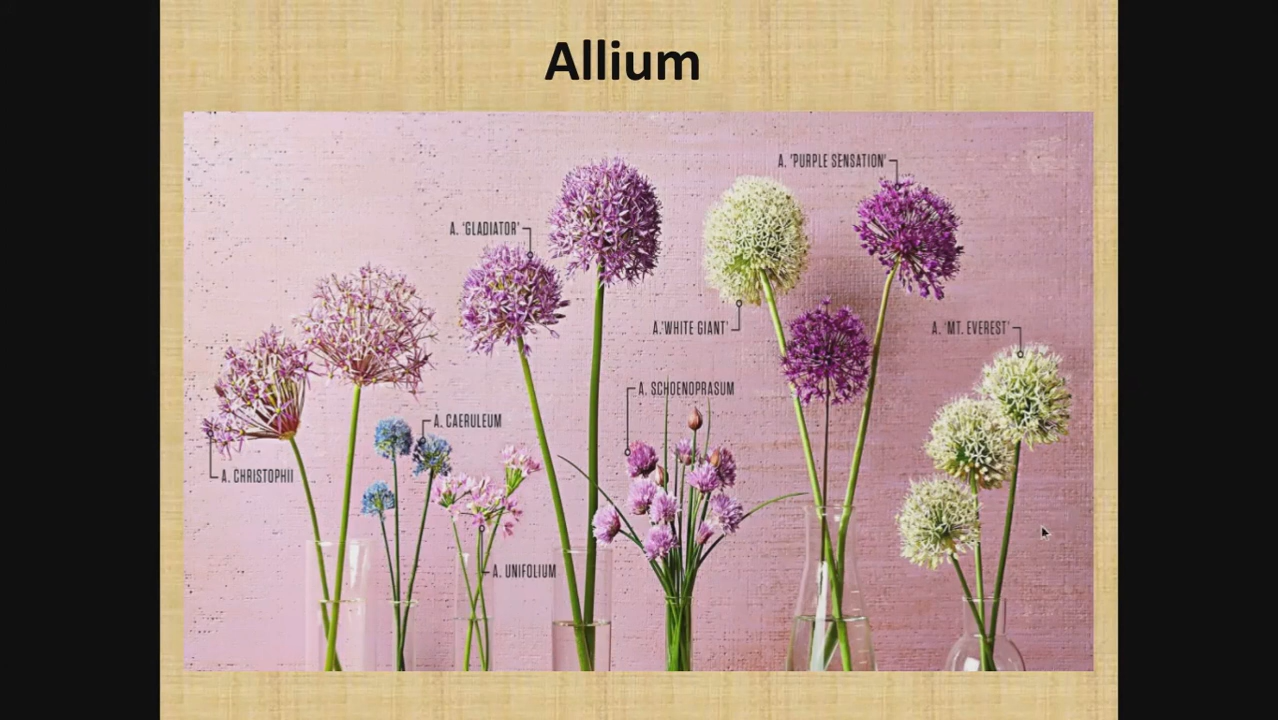 Allium
A. 'PURPLE SENSATION'
A. 'GLADIATOR'
A.'WHITE GIANT'
A. 'MT. EVEREST'
A. SCHOENOPRASUM
A. CAERULEUM
A. CHRISTOPHII
A. UNIFOLIUM